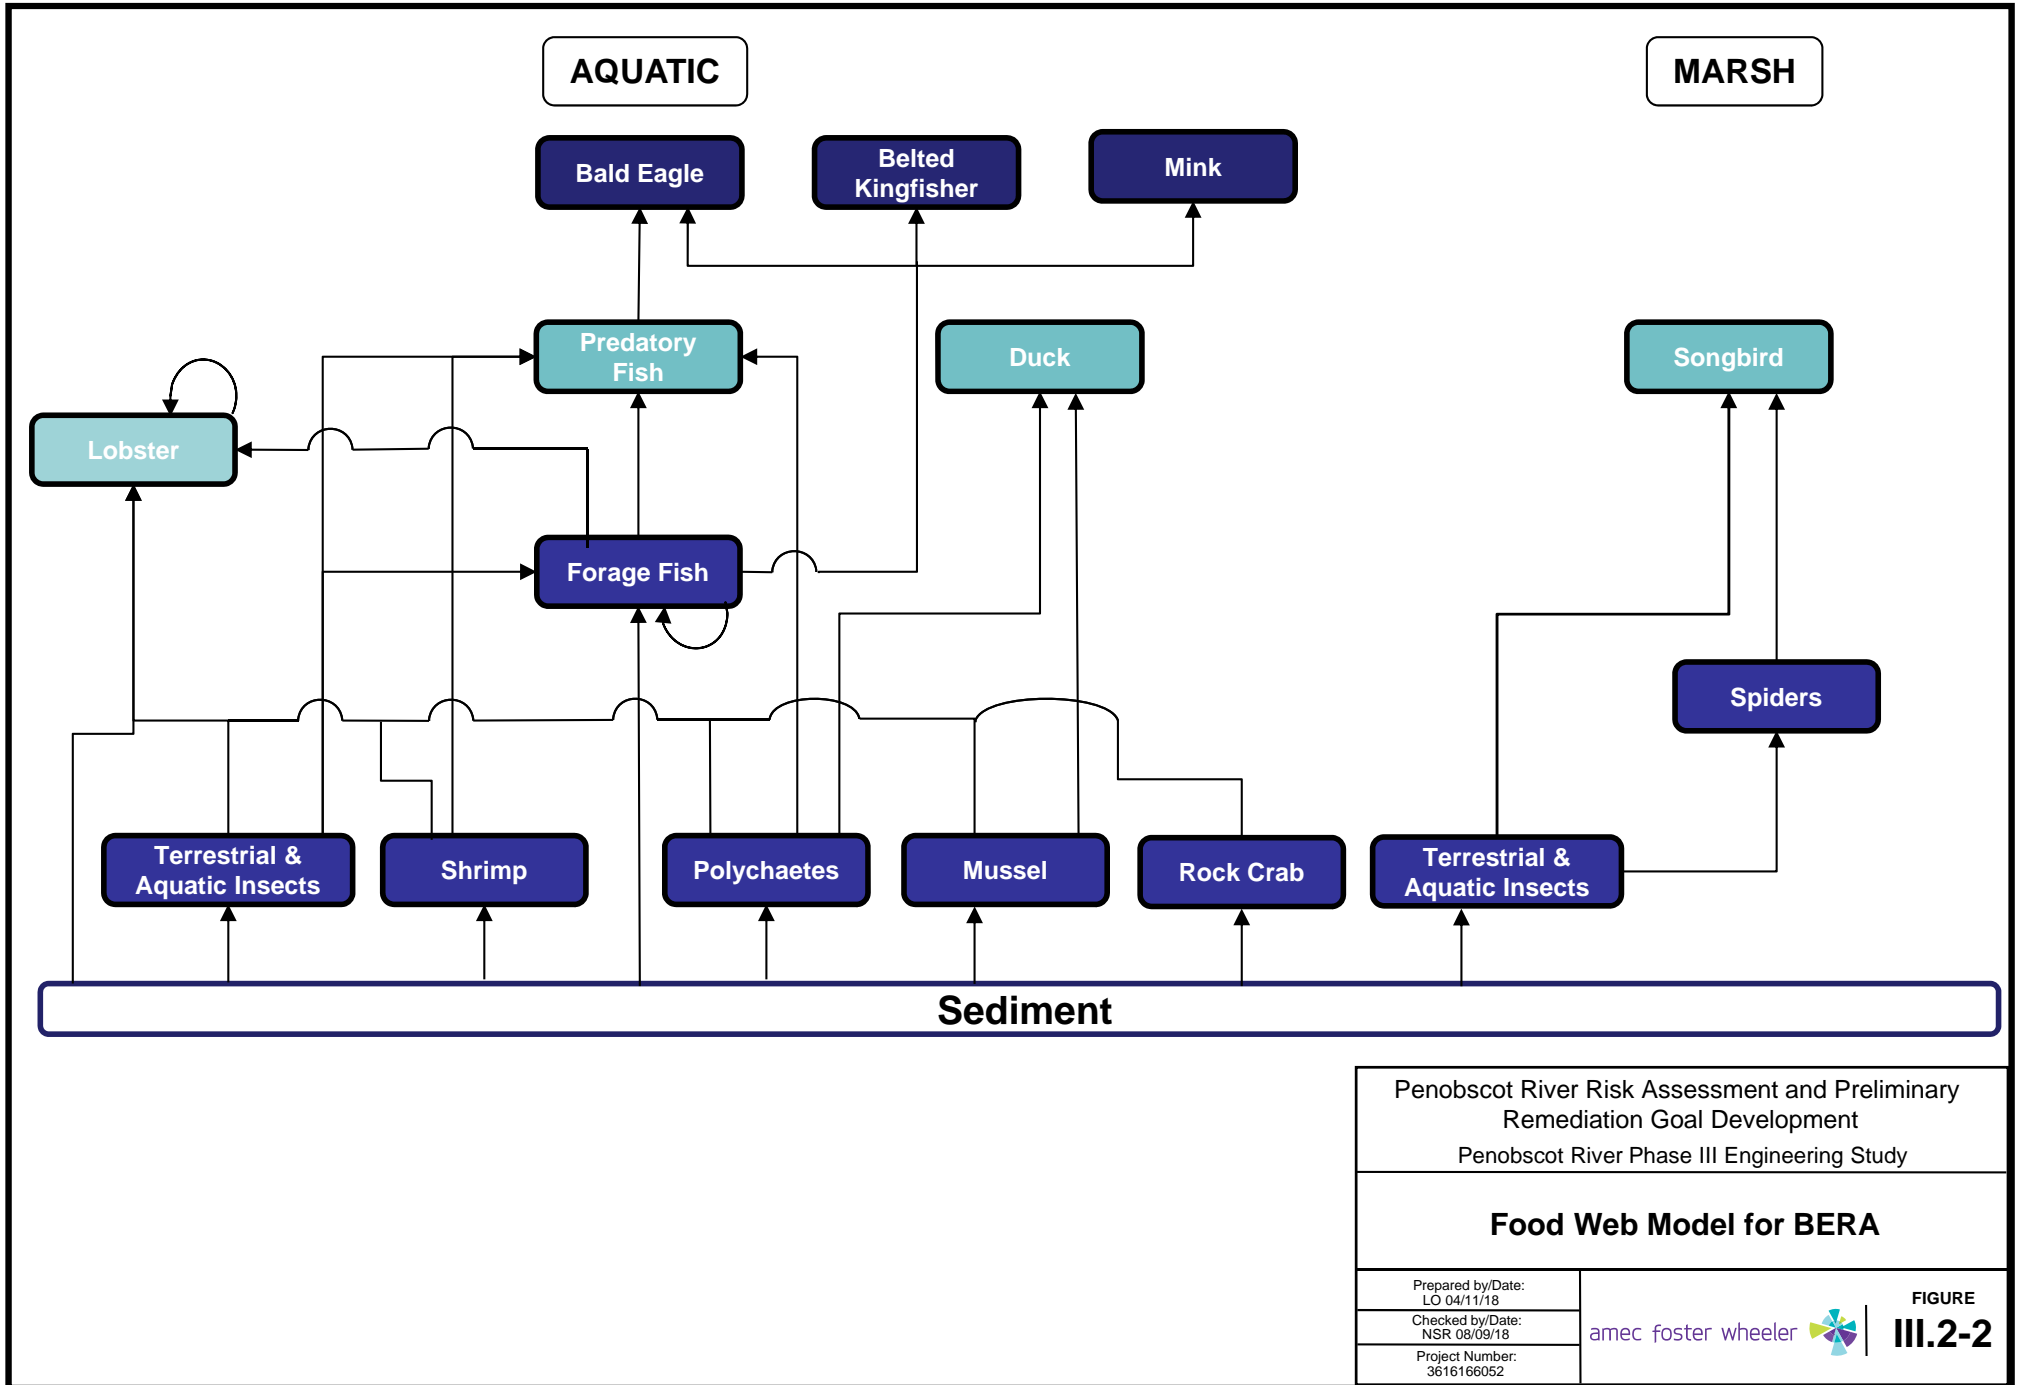 AQUATIC
MARSH
Bald Eagle
Belted
Kingfisher
Mink
Predatory
Fish
Duck
Songbird
Lobster
Forage Fish
Spiders
Terrestrial &
Aquatic Insects
Shrimp
Polychaetes
Mussel
Rock Crab
Terrestrial &
Aquatic Insects
Sediment
Penobscot River Risk Assessment and Preliminary
Remediation Goal Development
Penobscot River Phase III Engineering Study
Food Web Model for BERA
Prepared by/Date:
LO 04/11/18
Checked by/Date:
NSR 08/09/18
Project Number:
3616166052
amec foster wheeler
FIGURE
III.2-2